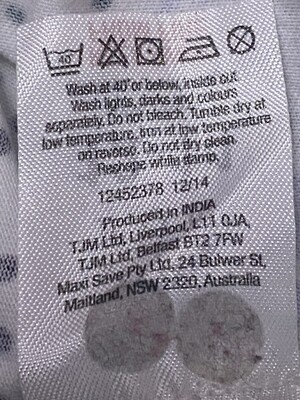 40
Wash at 40° or below, inside out
Wash lights, darks and colours
separately. Do not bleach. Tumble dry at
low temperature, iron at low temperature
on reverse. Do not dry clean
Reshape while damp.
12452378 12/14
Produced in INDIA
TJM Ltd, Liverpool, L11 0JA,
TJM Ltd, Belfast BT2 7FW
Maxi Save Pty Ltd, 24 Bulwer St,
Maitland, NSW 2320, Australia